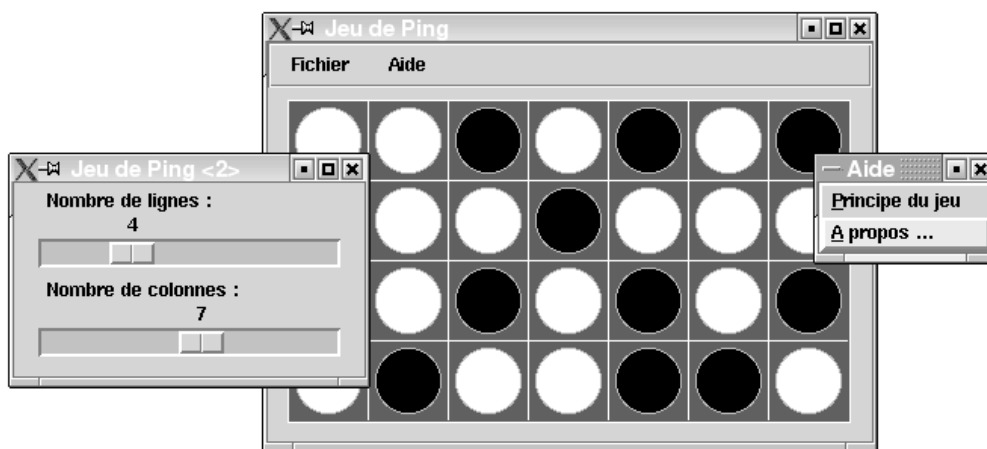 Jeu de Ping
Fichier Aide
Jeu de Ping <2>
Nombre de lignes :
4
Nombre de colonnes :
7
Aide
Principe du jeu
A propos ...